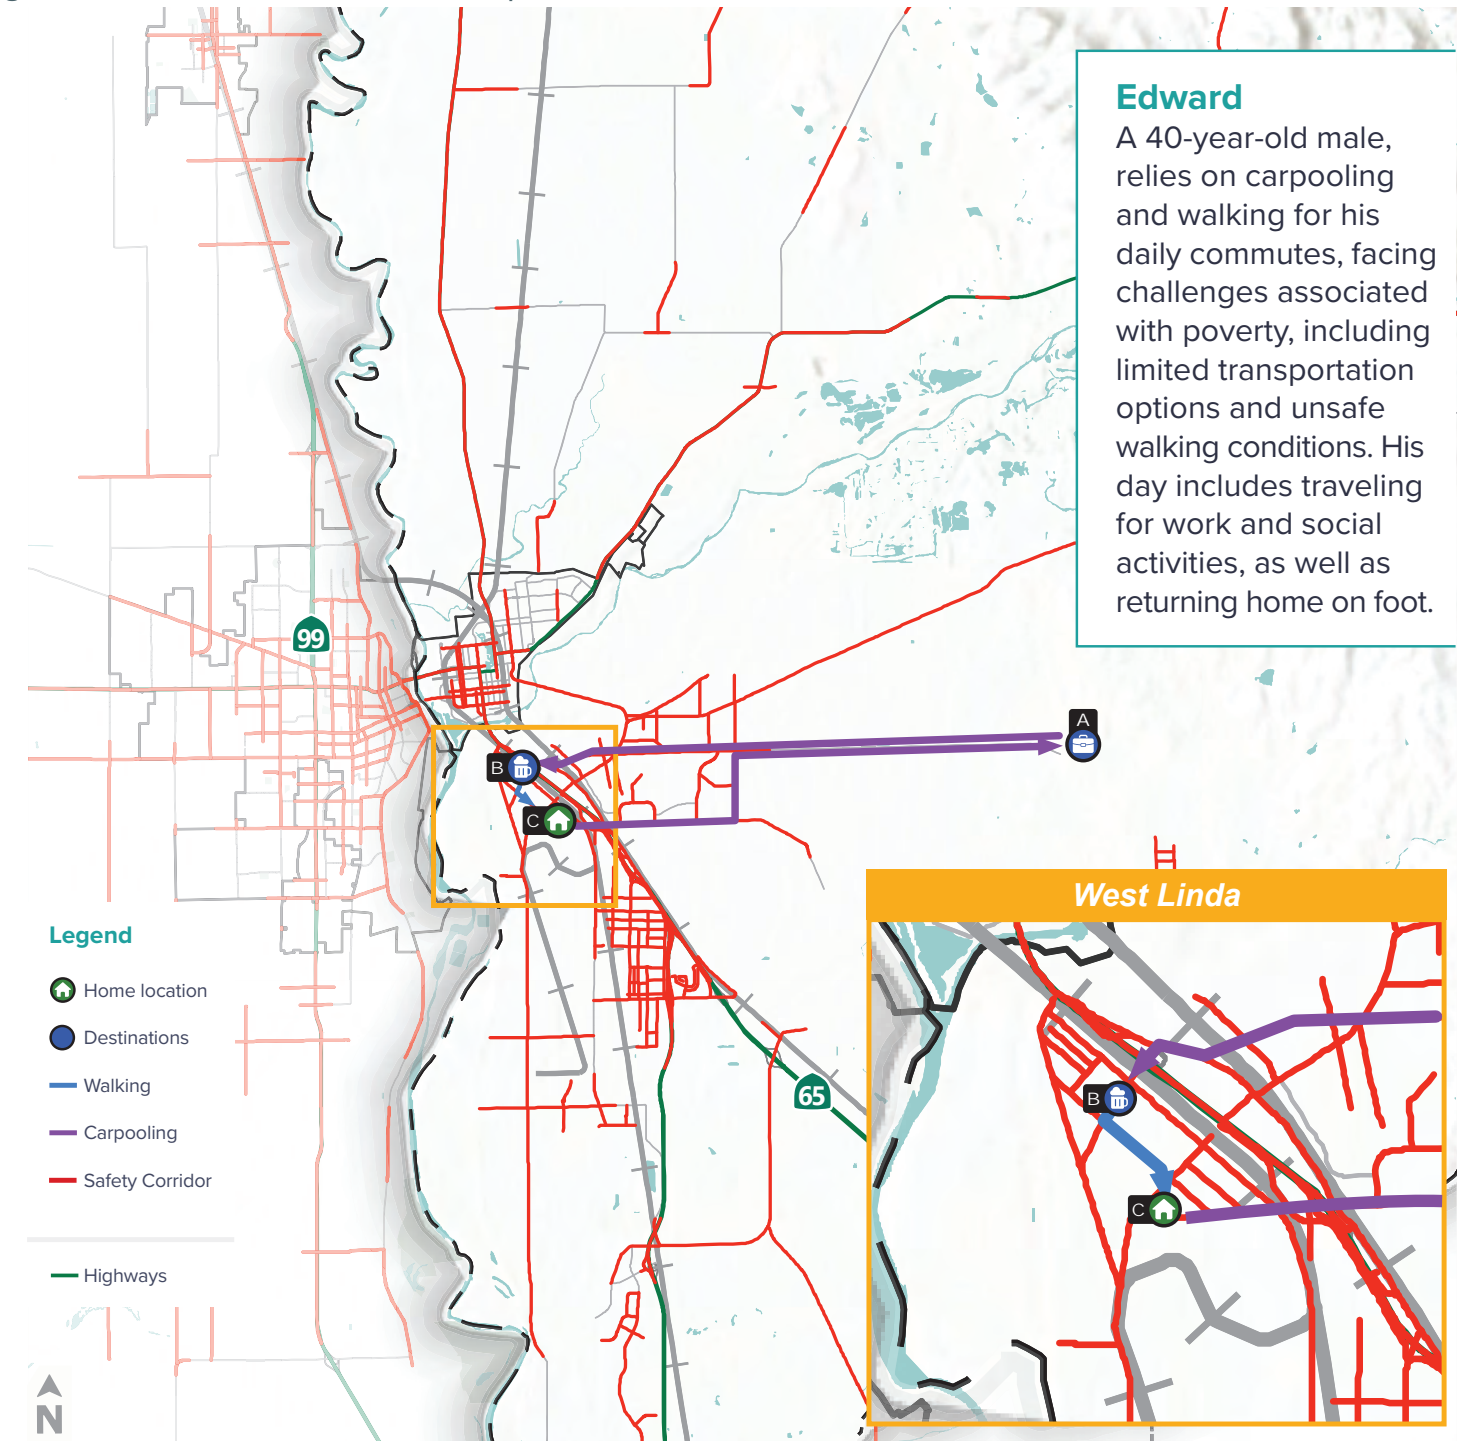 Edward
A 40-year-old male,
relies on carpooling
and walking for his
daily commutes, facing
challenges associated
with poverty, including
limited transportation
options and unsafe
walking conditions. His
day includes traveling
for work and social
activities, as well as
returning home on foot.
99
A
B
C
65
West Linda
B
C
Legend
Home location
Destinations
Walking
Carpooling
Safety Corridor
Highways
N